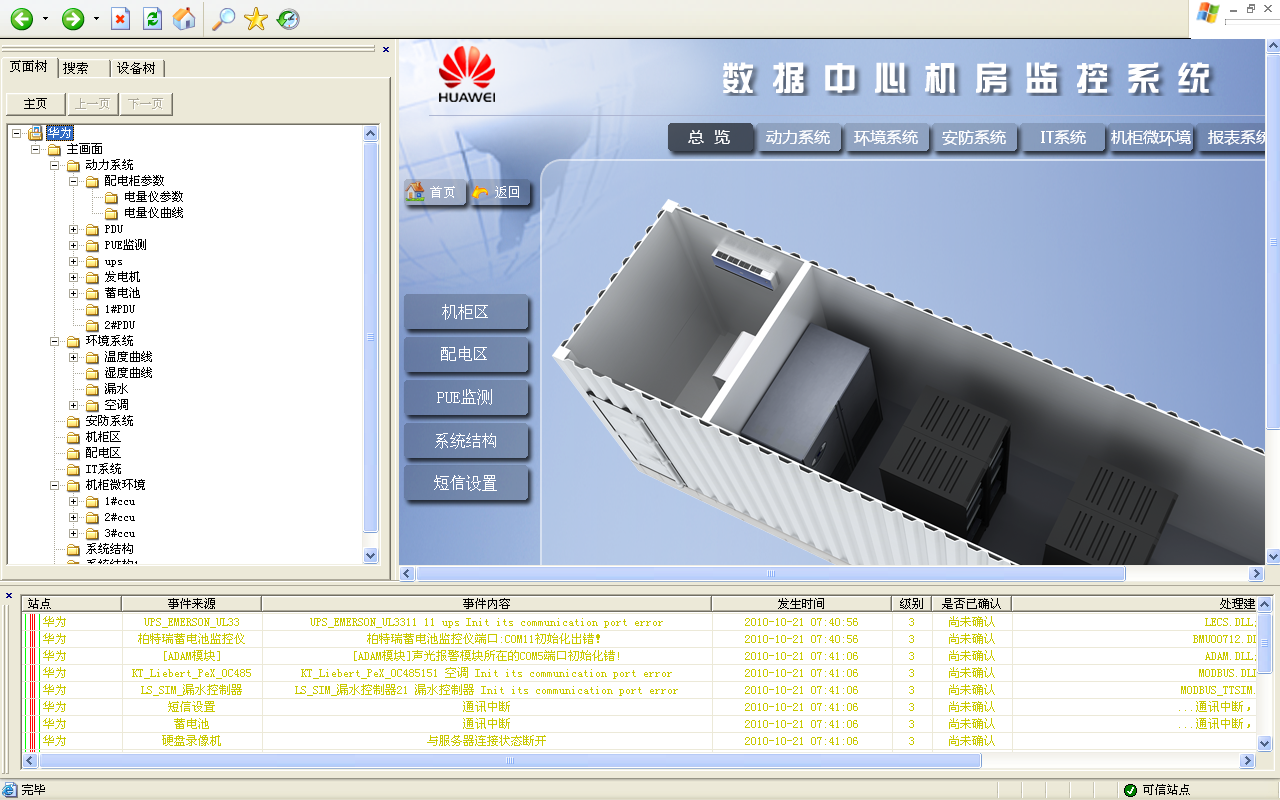 页面树 搜索 设备树
主页 上一页 下一页
华为
主画面
动力系统
配电柜参数
电量仪参数
电量仪曲线
PDU
PUE监测
ups
发电机
蓄电池
1#PDU
2#PDU
环境系统
温度曲线
湿度曲线
漏水
空调
安防系统
机柜区
配电区
IT系统
机柜微环境
1#ccu
2#ccu
3#ccu
系统结构
HUAWEI
数据中心机房监控系统
总 览 动力系统 环境系统 安防系统 IT系统 机柜微环境 报表系统
首页 返回
机柜区
配电区
PUE监测
系统结构
短信设置
站点 事件来源 事件内容 发生时间 级别 是否已确认 处理建
华为 UPS_EMERSON_UL33 UPS_EMERSON_UL3311 11 ups Init its communication port error 2010-10-21 07:40:56 3 尚未确认 LECS.DLL;
华为 柏特瑞蓄电池监控仪 柏特瑞蓄电池监控仪端口:COM11初始化出错! 2010-10-21 07:40:56 3 尚未确认 BMU00712.DI
华为 [ADAM模块] [ADAM模块]声光报警模块所在的COM5端口初始化错! 2010-10-21 07:41:06 3 尚未确认 ADAM.DLL;
华为 KT_Liebert_PeX_OC485 KT_Liebert_PeX_OC485151 空调 Init its communication port error 2010-10-21 07:41:06 3 尚未确认 MODBUS.DLI
华为 LS_SIM_漏水控制器 LS_SIM_漏水控制器21 漏水控制器 Init its communication port error 2010-10-21 07:41:06 3 尚未确认 MODBUS_TTSIM.
华为 短信设置 通讯中断 2010-10-21 07:41:06 3 尚未确认 ...通讯中断,
华为 蓄电池 通讯中断 2010-10-21 07:41:06 3 尚未确认 ...通讯中断,
华为 硬盘录像机 与服务器连接状态断开 2010-10-21 07:41:06 3 尚未确认
完毕 可信站点